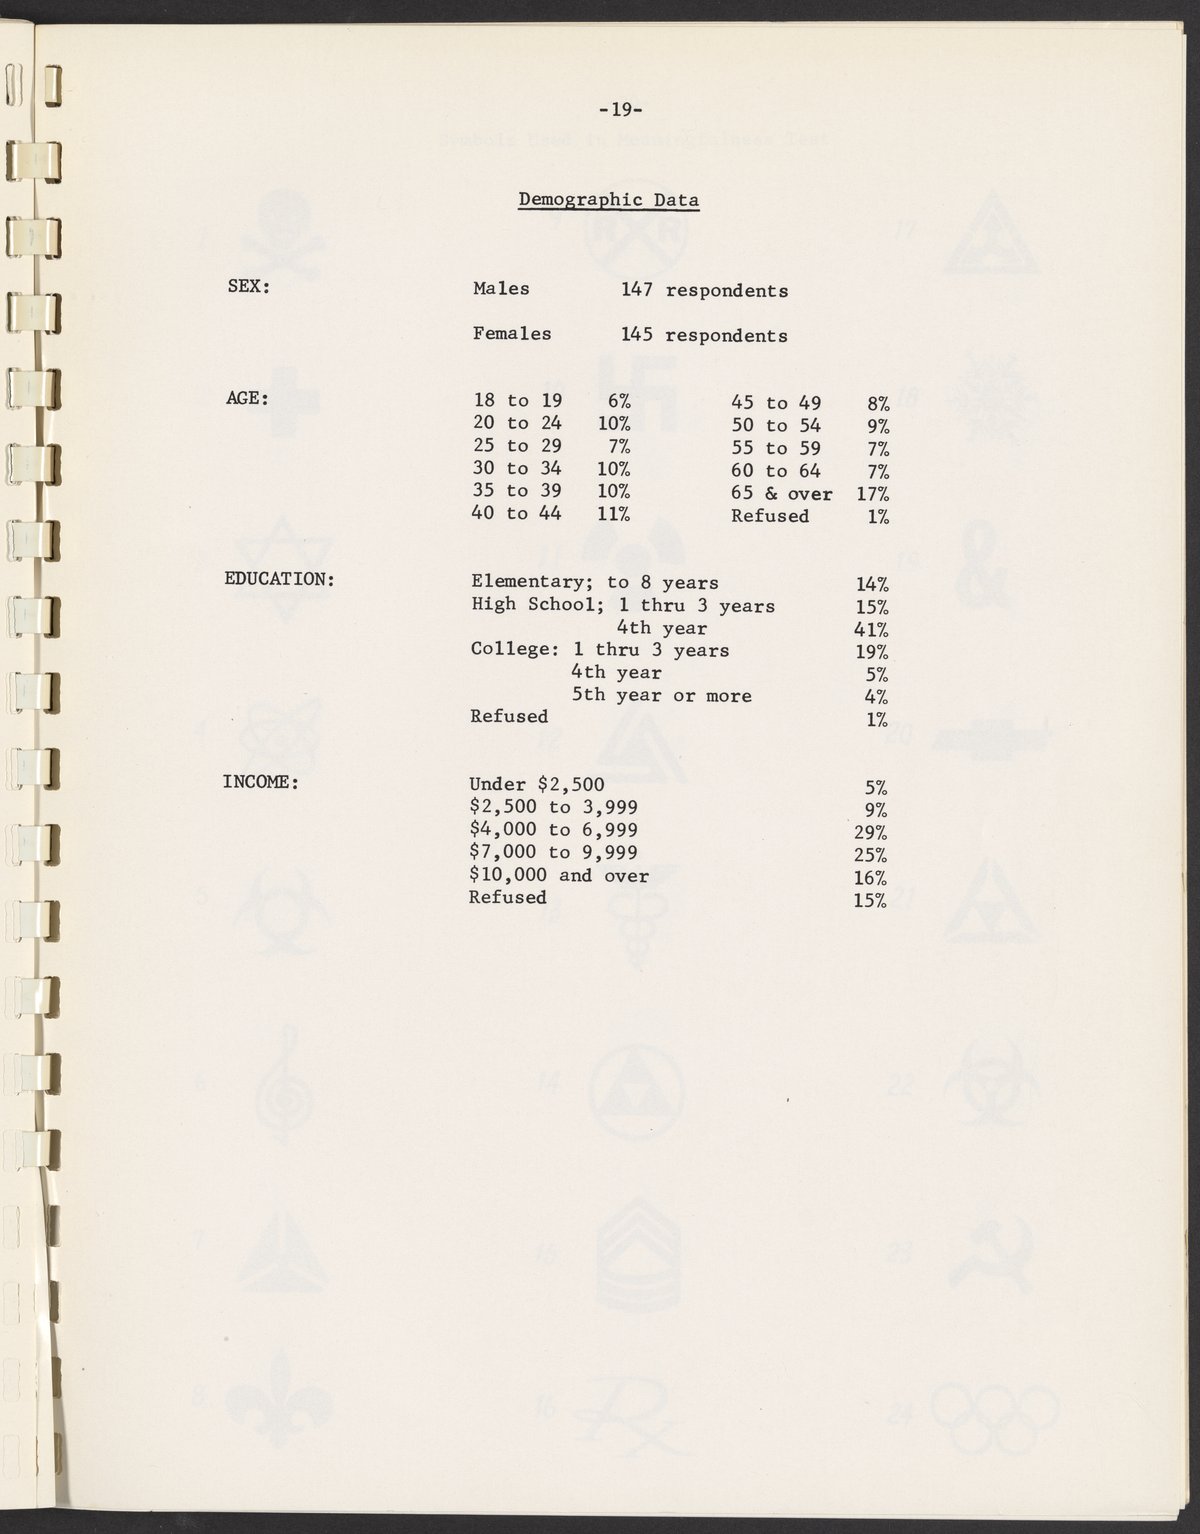 -19-
Symbols Used in Meaningfulness Test
Demographic Data
SEX: Males 147 respondents
Females 145 respondents
AGE: 18 to 19 6% 45 to 49 8%
20 to 24 10% 50 to 54 9%
25 to 29 7% 55 to 59 7%
30 to 34 10% 60 to 64 7%
35 to 39 10% 65 & over 17%
40 to 44 11% Refused 1%
EDUCATION: Elementary; to 8 years 14%
High School; 1 thru 3 years 15%
4th year 41%
College: 1 thru 3 years 19%
4th year 5%
5th year or more 4%
Refused 1%
INCOME: Under $2,500 5%
$2,500 to 3,999 9%
$4,000 to 6,999 29%
$7,000 to 9,999 25%
$10,000 and over 16%
Refused 15%